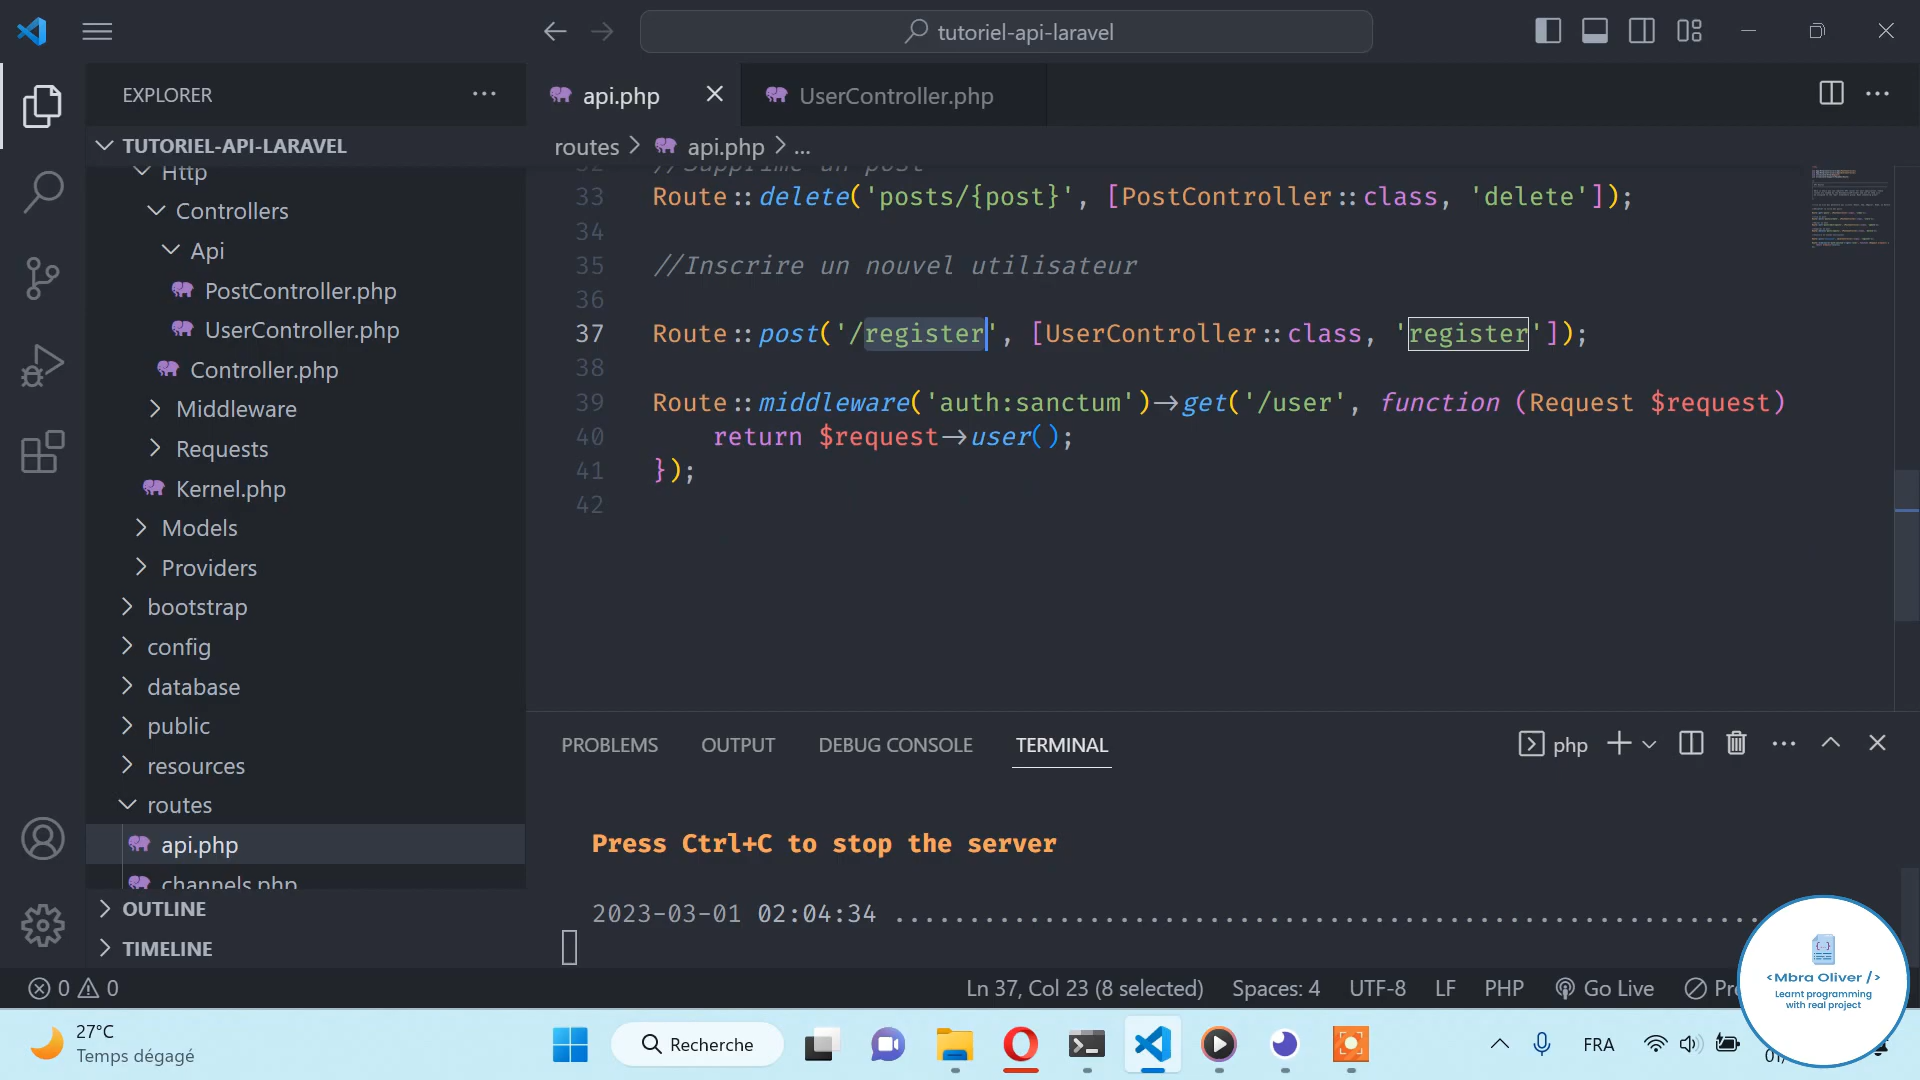 tutoriel-api-laravel
EXPLORER
api.php
UserController.php
TUTORIEL-API-LARAVEL
routes > api.php > ...
Http
Controllers
Api
PostController.php
UserController.php
Controller.php
Middleware
Requests
Kernel.php
Models
Providers
bootstrap
config
database
public
resources
routes
api.php
channels.php
OUTLINE
TIMELINE
32 //Supprime un post
33 Route::delete('posts/{post}', [PostController::class, 'delete']);
34
35 //Inscrire un nouvel utilisateur
36
37 Route::post('/register', [UserController::class, 'register']);
38
39 Route::middleware('auth:sanctum')->get('/user', function (Request $request)
40 return $request->user();
41 });
42
PROBLEMS OUTPUT DEBUG CONSOLE TERMINAL
php
Press Ctrl+C to stop the server
2023-03-01 02:04:34 ..........................................................
0 0
Ln 37, Col 23 (8 selected) Spaces: 4 UTF-8 LF PHP Go Live
<Mbra Oliver />
Learnt programming
with real project
27°C
Temps dégagé
Recherche
FRA